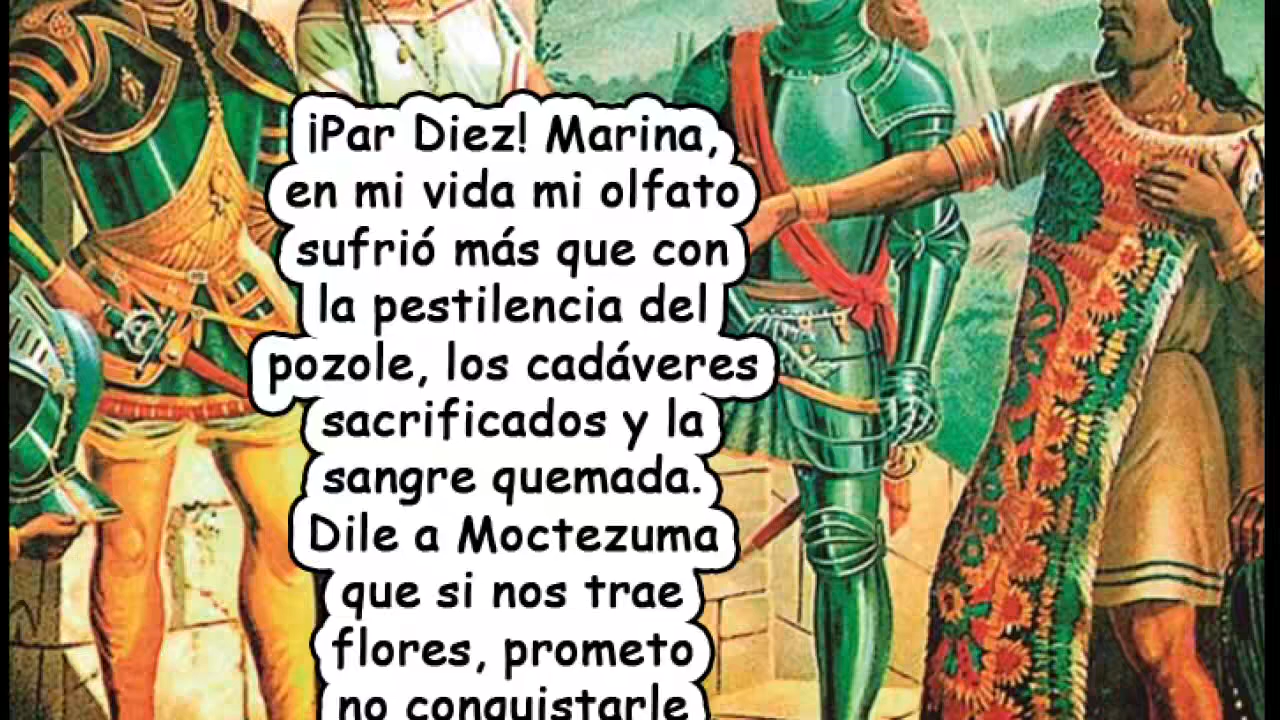 ¡Par Diez! Marina,
en mi vida mi olfato
sufrió más que con
la pestilencia del
pozole, los cadáveres
sacrificados y la
sangre quemada.
Dile a Moctezuma
que si nos trae
flores, prometo
no conquistarle